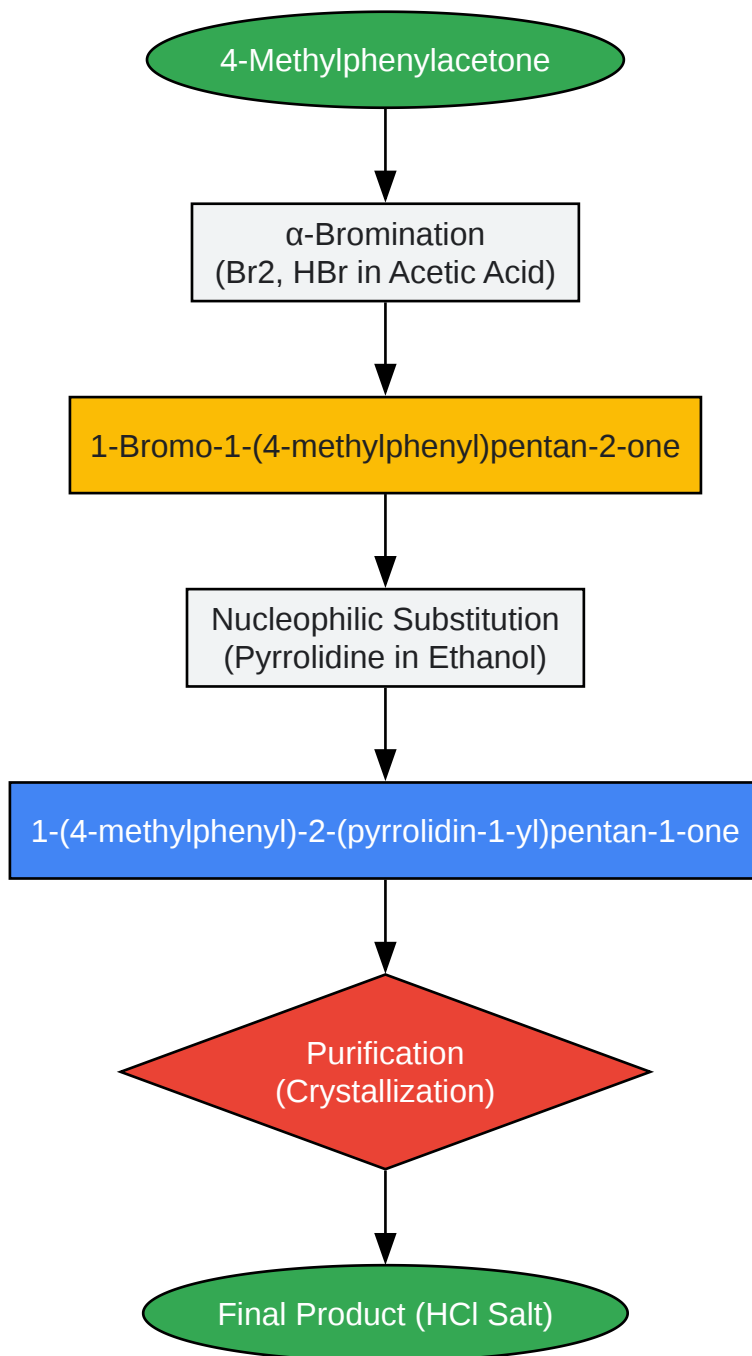 4-Methylphenylacetone
α-Bromination
(Br2, HBr in Acetic Acid)
1-Bromo-1-(4-methylphenyl)pentan-2-one
Nucleophilic Substitution
(Pyrrolidine in Ethanol)
1-(4-methylphenyl)-2-(pyrrolidin-1-yl)pentan-1-one
Purification
(Crystallization)
Final Product (HCl Salt)